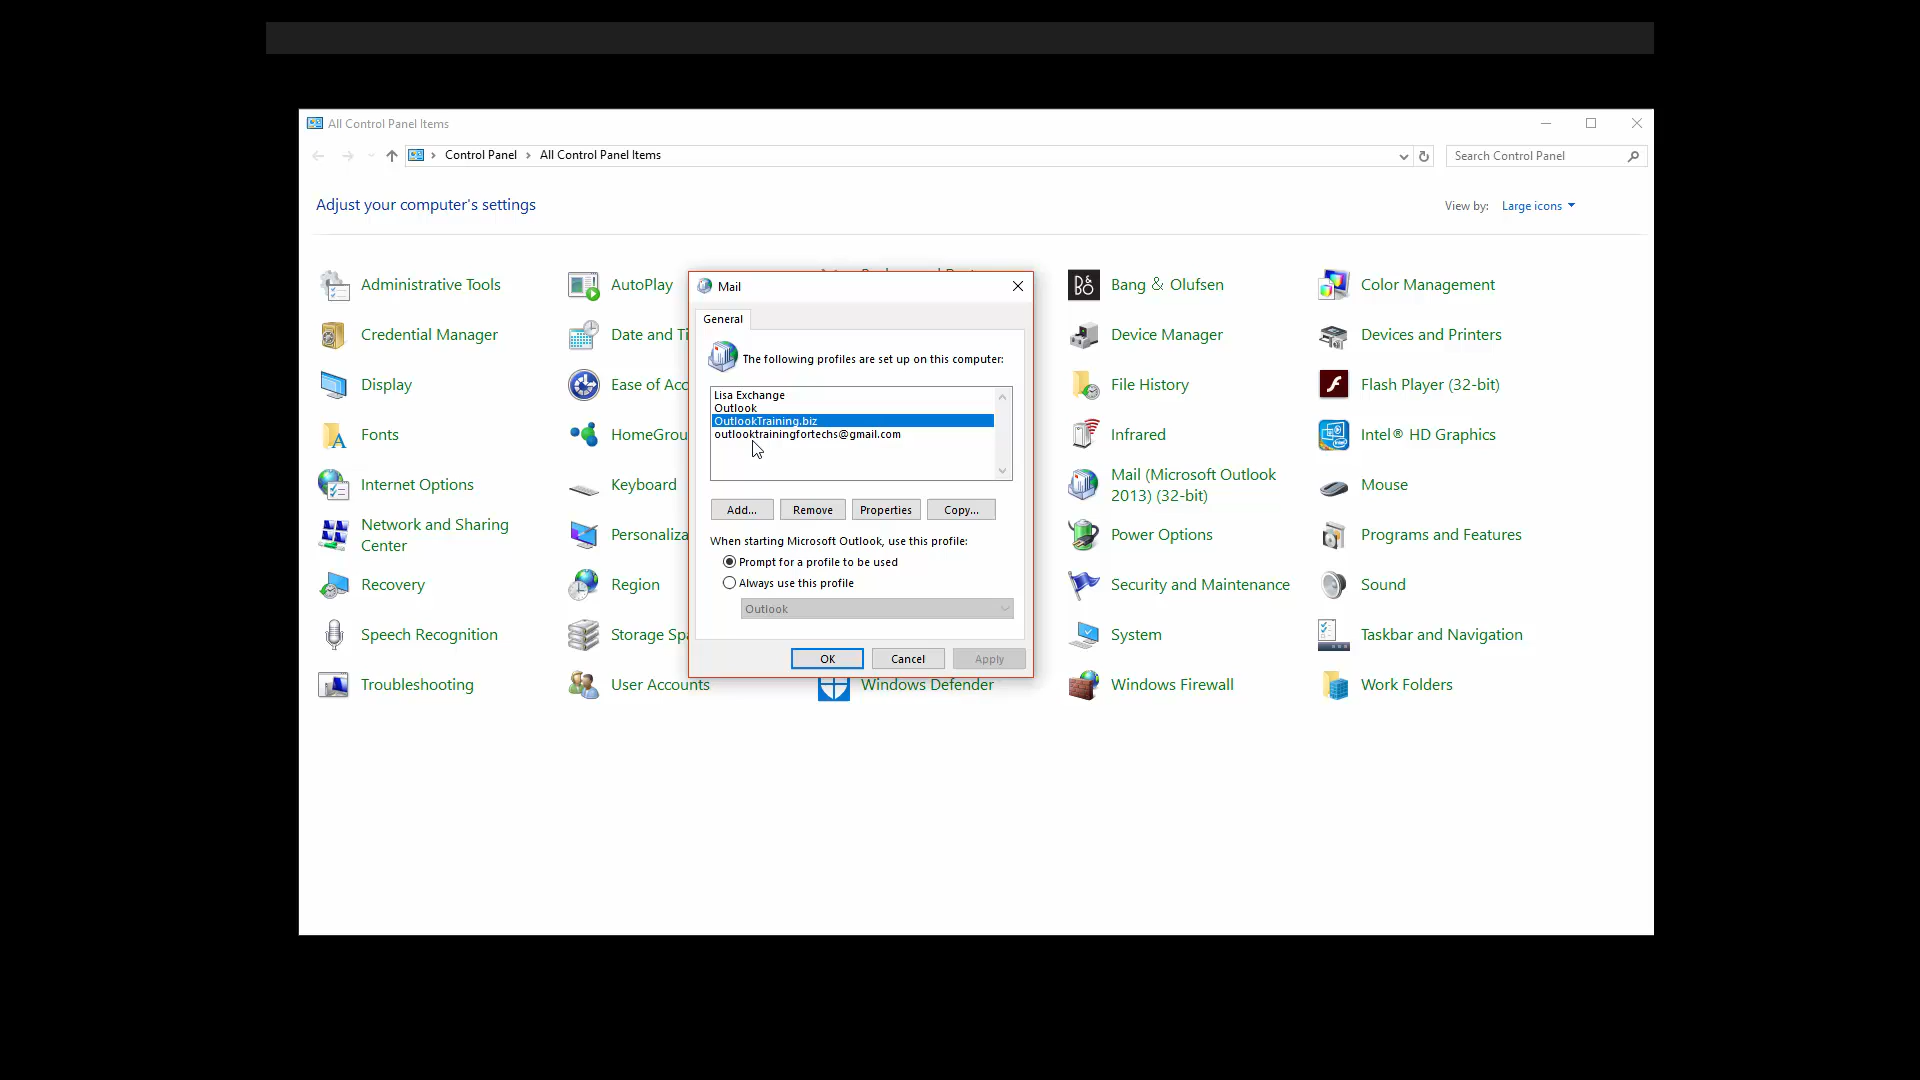 All Control Panel Items
Control Panel > All Control Panel Items
Search Control Panel
Adjust your computer's settings
View by: Large icons
Administrative Tools
AutoPlay
Bang & Olufsen
Color Management
Credential Manager
Date and Ti
Device Manager
Devices and Printers
Display
Ease of Acc
File History
Flash Player (32-bit)
Fonts
HomeGrou
Infrared
Intel® HD Graphics
Internet Options
Keyboard
Mail (Microsoft Outlook
2013) (32-bit)
Mouse
Network and Sharing
Center
Personaliza
Power Options
Programs and Features
Recovery
Region
Security and Maintenance
Sound
Speech Recognition
Storage Spa
System
Taskbar and Navigation
Troubleshooting
User Accounts
Windows Defender
Windows Firewall
Work Folders
Mail
General
The following profiles are set up on this computer:
Lisa Exchange
Outlook
OutlookTraining.biz
outlooktrainingfortechs@gmail.com
Add...
Remove
Properties
Copy...
When starting Microsoft Outlook, use this profile:
Prompt for a profile to be used
Always use this profile
Outlook
OK
Cancel
Apply